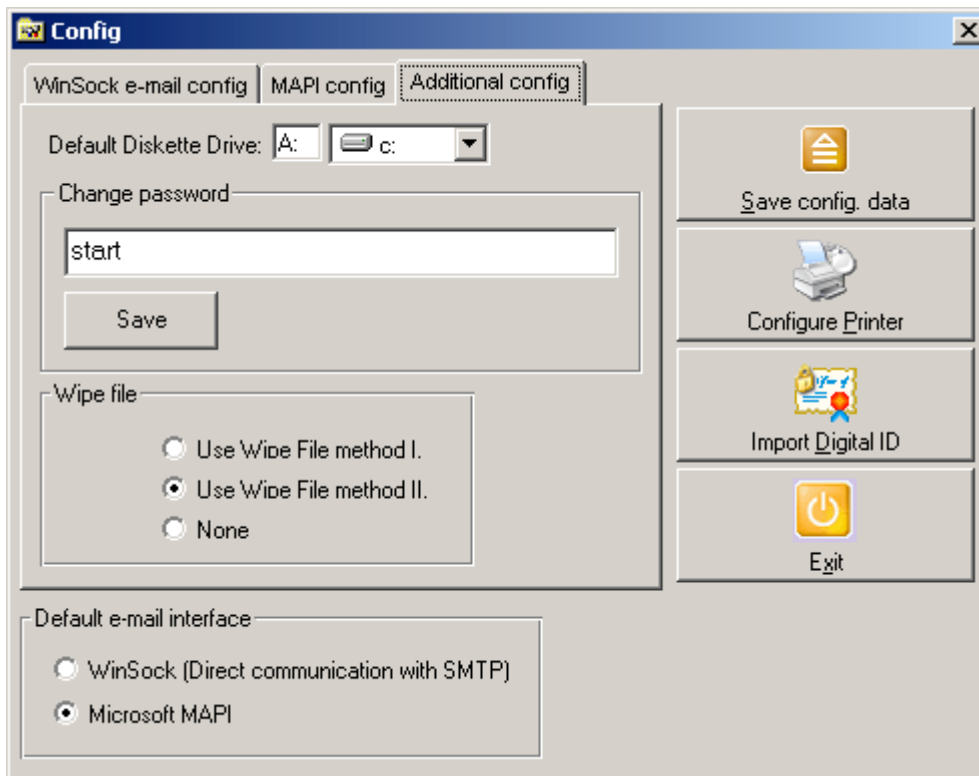 Config
WinSock e-mail config MAPI config Additional config
Default Diskette Drive: A: c:
Change password
start
Save
Wipe file
Use Wipe File method I.
Use Wipe File method II.
None
Default e-mail interface
WinSock (Direct communication with SMTP)
Microsoft MAPI
Save config. data
Configure Printer
Import Digital ID
Exit